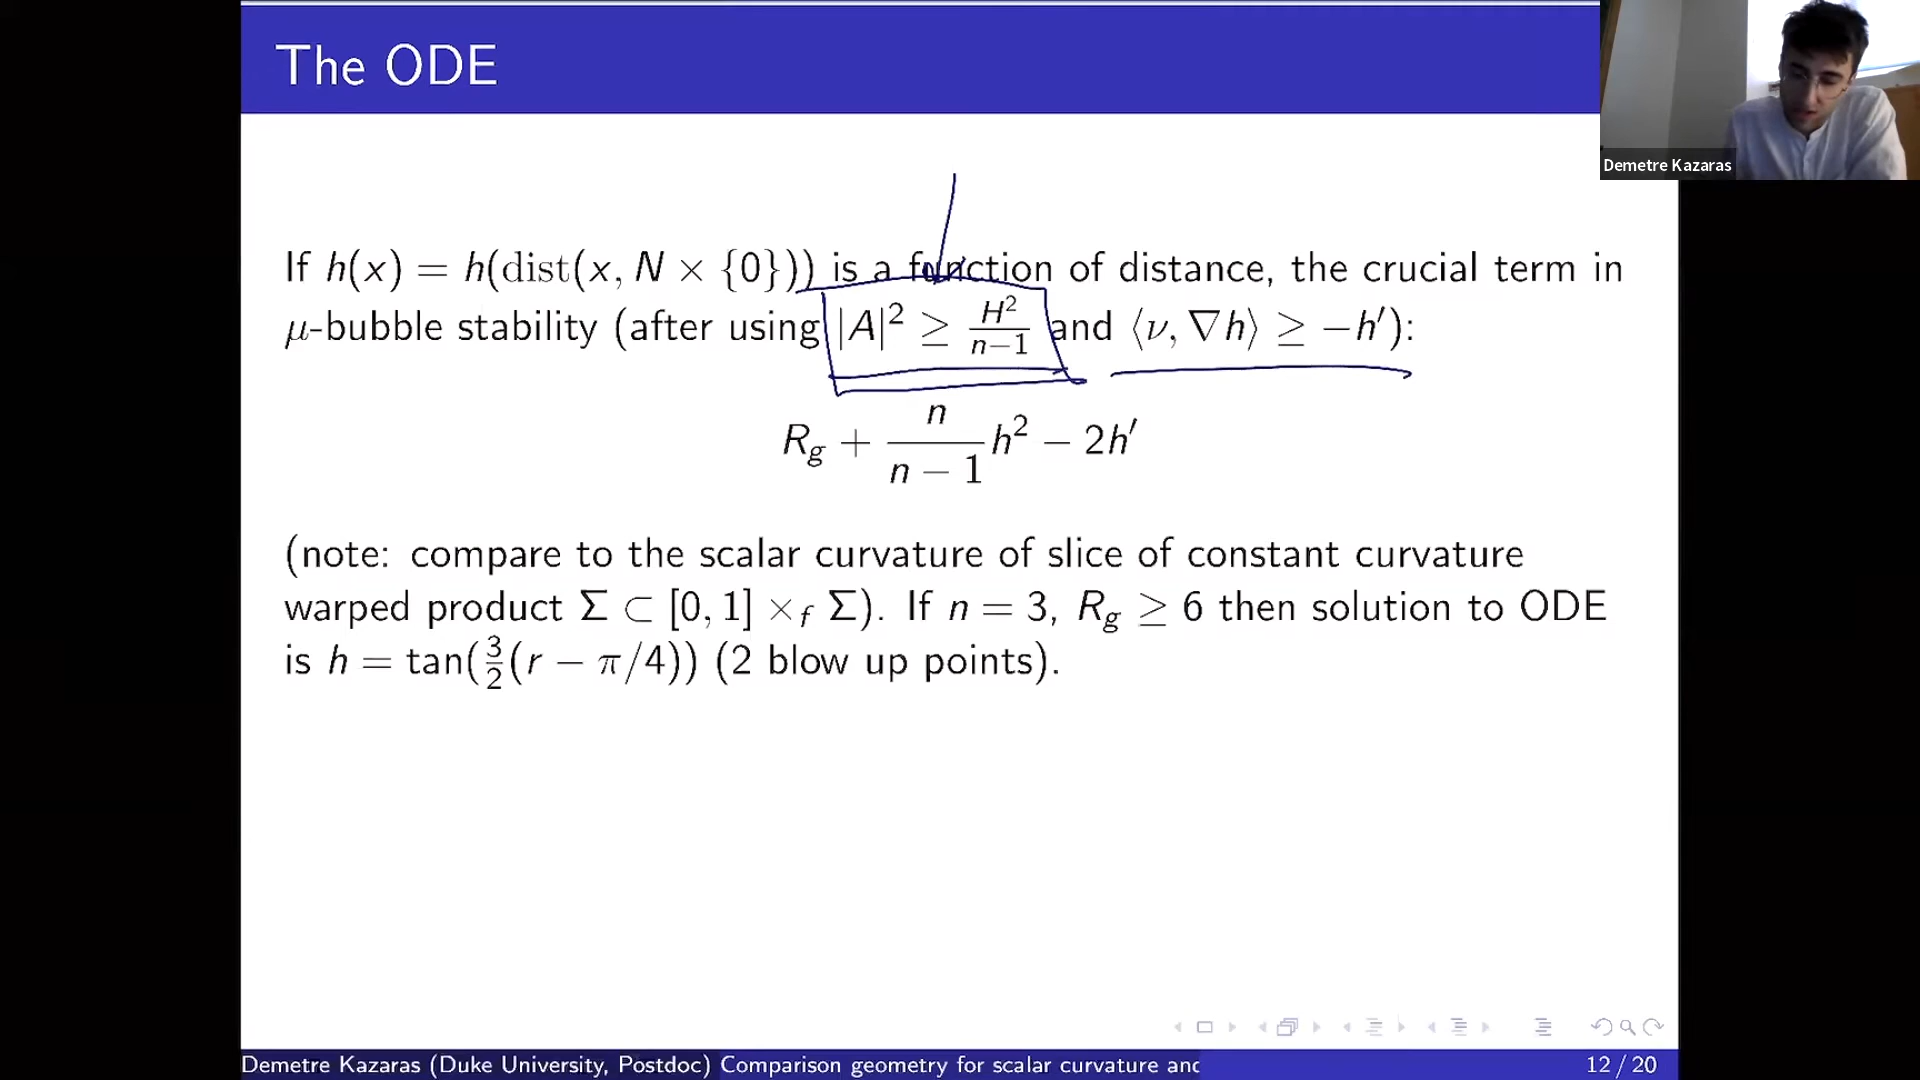 The ODE
Demetre Kazaras
If h(x) = h(dist(x, N × {0})) is a function of distance, the crucial term in
μ-bubble stability (after using |A|² ≥ H²/(n−1) and ⟨ν, ∇h⟩ ≥ −h′):
R_g + n/(n − 1) h² − 2h′
(note: compare to the scalar curvature of slice of constant curvature
warped product Σ ⊂ [0, 1] ×_f Σ). If n = 3, R_g ≥ 6 then solution to ODE
is h = tan(3/2(r − π/4)) (2 blow up points).
Demetre Kazaras (Duke University, Postdoc) Comparison geometry for scalar curvature and 12 / 20